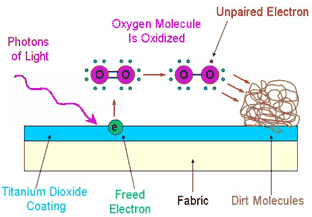 Unpaired Electron
Oxygen Molecule
Is Oxidized
Photons
of Light
O O
O O
e
Titanium Dioxide
Coating
Freed
Electron
Fabric
Dirt Molecules